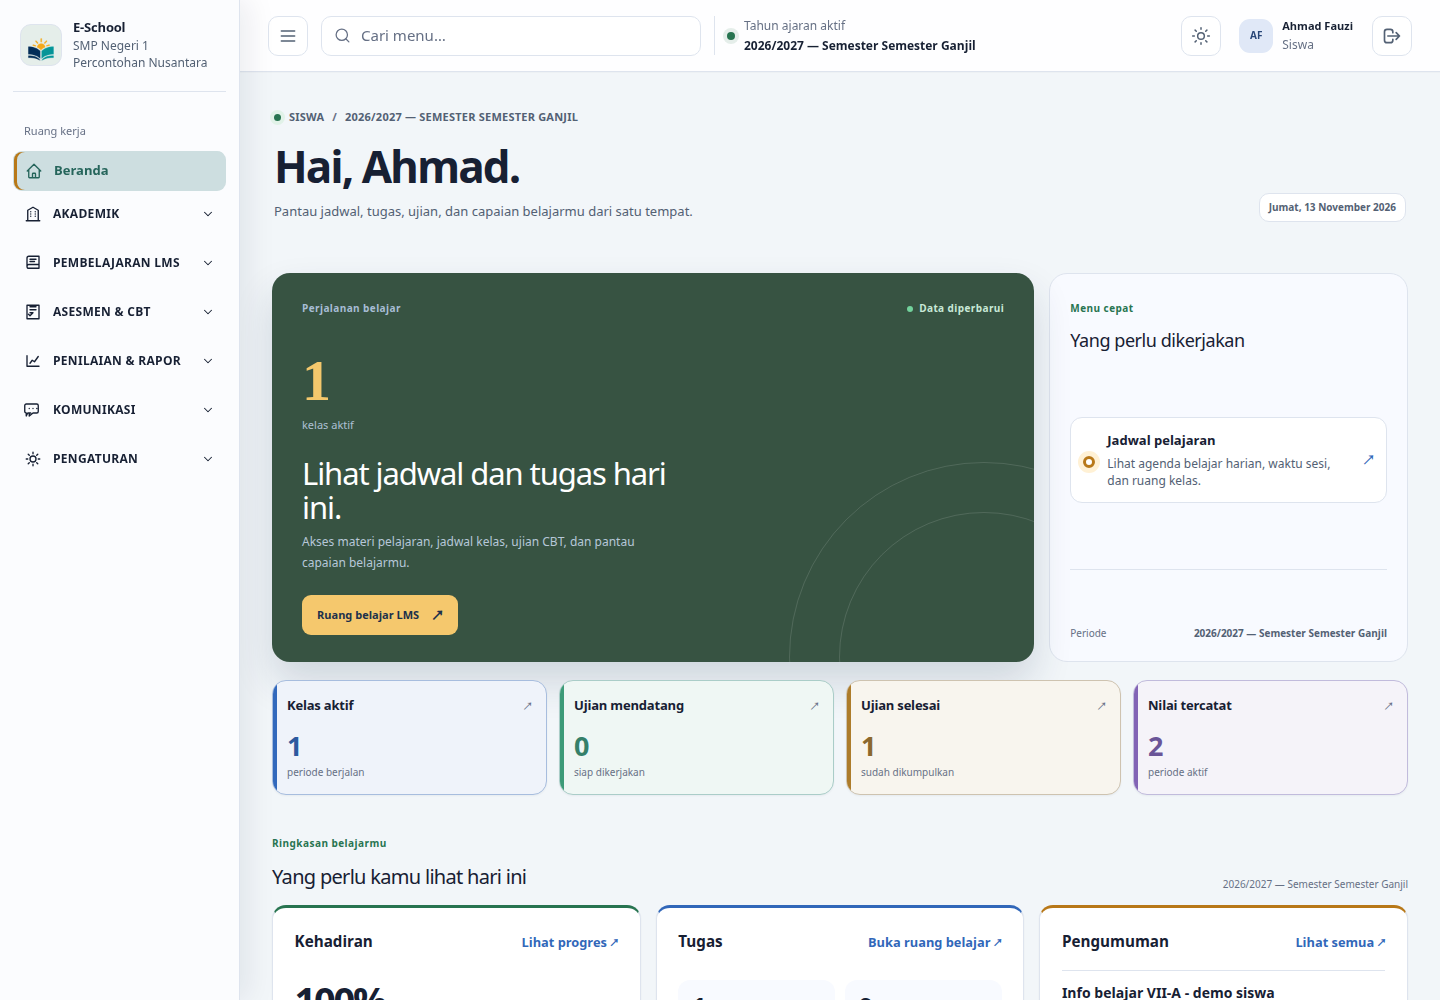 E-School
SMP Negeri 1
Percontohan Nusantara
Ruang kerja
Beranda
AKADEMIK
PEMBELAJARAN LMS
ASESMEN & CBT
PENILAIAN & RAPOR
KOMUNIKASI
PENGATURAN
Cari menu...
Tahun ajaran aktif
2026/2027 — Semester Semester Ganjil
AF
Ahmad Fauzi
Siswa
SISWA / 2026/2027 — SEMESTER SEMESTER GANJIL
Hai, Ahmad.
Pantau jadwal, tugas, ujian, dan capaian belajarmu dari satu tempat.
Jumat, 13 November 2026
Perjalanan belajar
Data diperbarui
1
kelas aktif
Lihat jadwal dan tugas hari
ini.
Akses materi pelajaran, jadwal kelas, ujian CBT, dan pantau
capaian belajarmu.
Ruang belajar LMS ↗
Menu cepat
Yang perlu dikerjakan
Jadwal pelajaran
Lihat agenda belajar harian, waktu sesi,
dan ruang kelas.
↗
Periode
2026/2027 — Semester Semester Ganjil
Kelas aktif ↗
1
periode berjalan
Ujian mendatang ↗
0
siap dikerjakan
Ujian selesai ↗
1
sudah dikumpulkan
Nilai tercatat ↗
2
periode aktif
Ringkasan belajarmu
Yang perlu kamu lihat hari ini
2026/2027 — Semester Semester Ganjil
Kehadiran
Lihat progres ↗
100%
Tugas
Buka ruang belajar ↗
Pengumuman
Lihat semua ↗
Info belajar VII-A - demo siswa